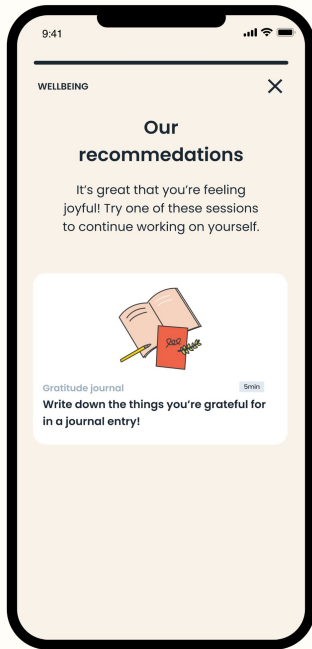 9:41
WELLBEING
Our
recommedations
It's great that you're feeling
joyful! Try one of these sessions
to continue working on yourself.
Gratitude journal
5min
Write down the things you're grateful for
in a journal entry!